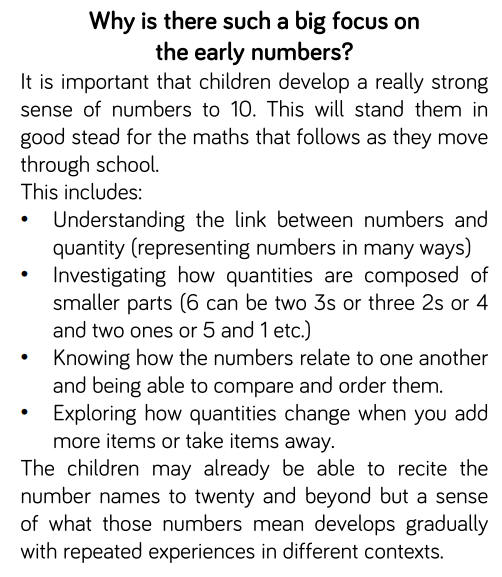 Why is there such a big focus on
the early numbers?
It is important that children develop a really strong
sense of numbers to 10. This will stand them in
good stead for the maths that follows as they move
through school.
This includes:
• Understanding the link between numbers and
quantity (representing numbers in many ways)
• Investigating how quantities are composed of
smaller parts (6 can be two 3s or three 2s or 4
and two ones or 5 and 1 etc.)
• Knowing how the numbers relate to one another
and being able to compare and order them.
• Exploring how quantities change when you add
more items or take items away.
The children may already be able to recite the
number names to twenty and beyond but a sense
of what those numbers mean develops gradually
with repeated experiences in different contexts.